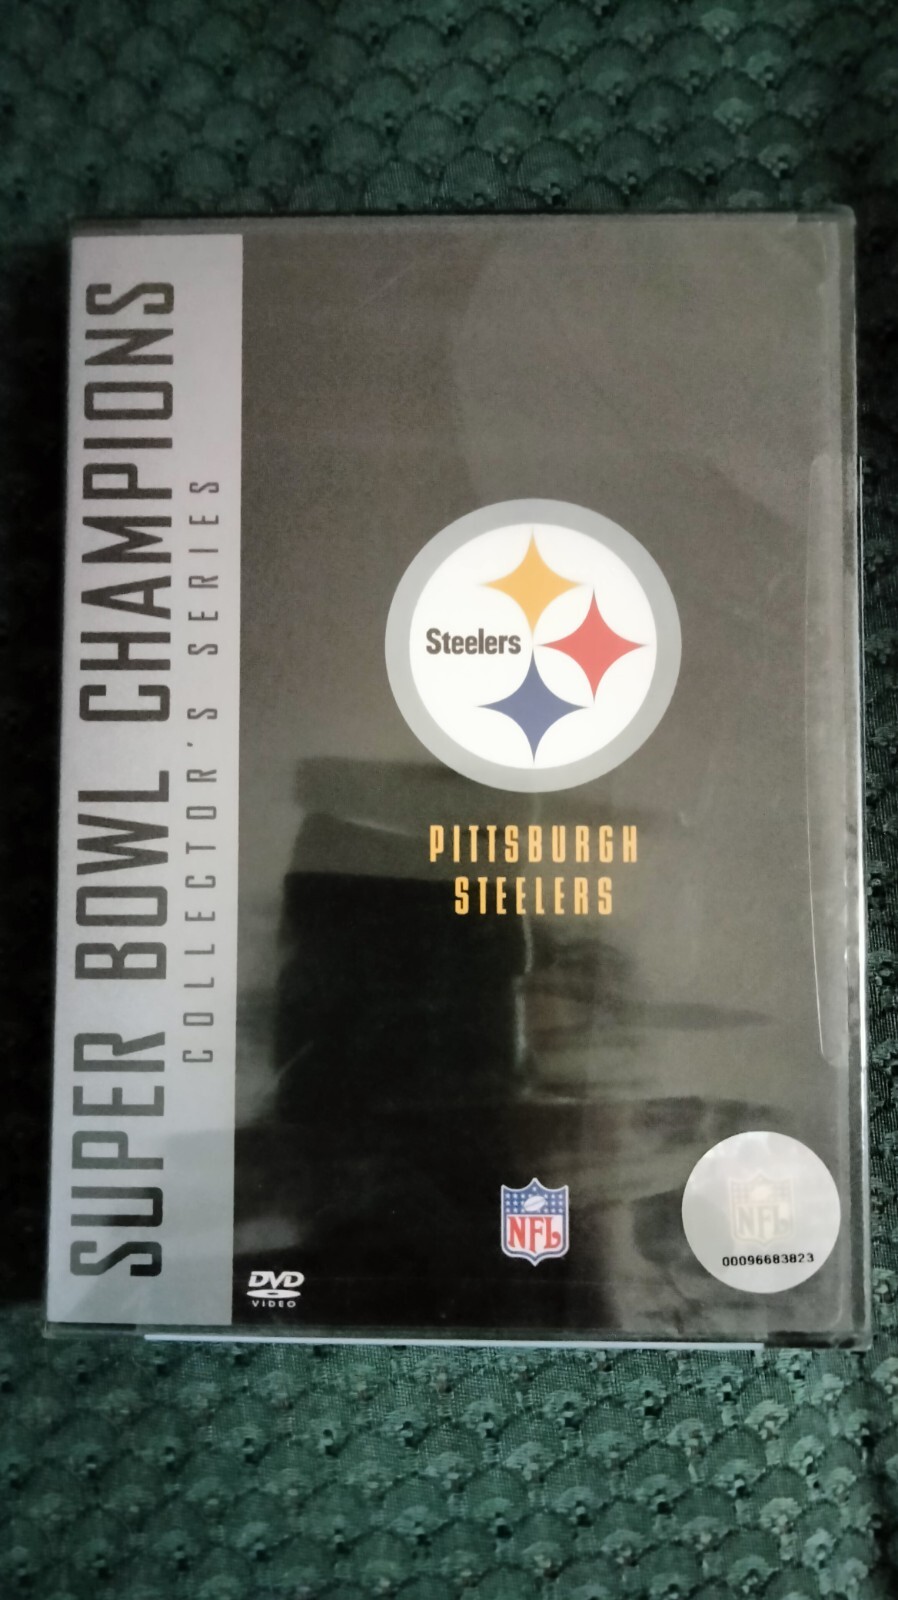 SUPER BOWL CHAMPIONS
COLLECTOR'S SERIES
Steelers
PITTSBURGH
STEELERS
NFL
NFL
00096683823
DVD
VIDEO